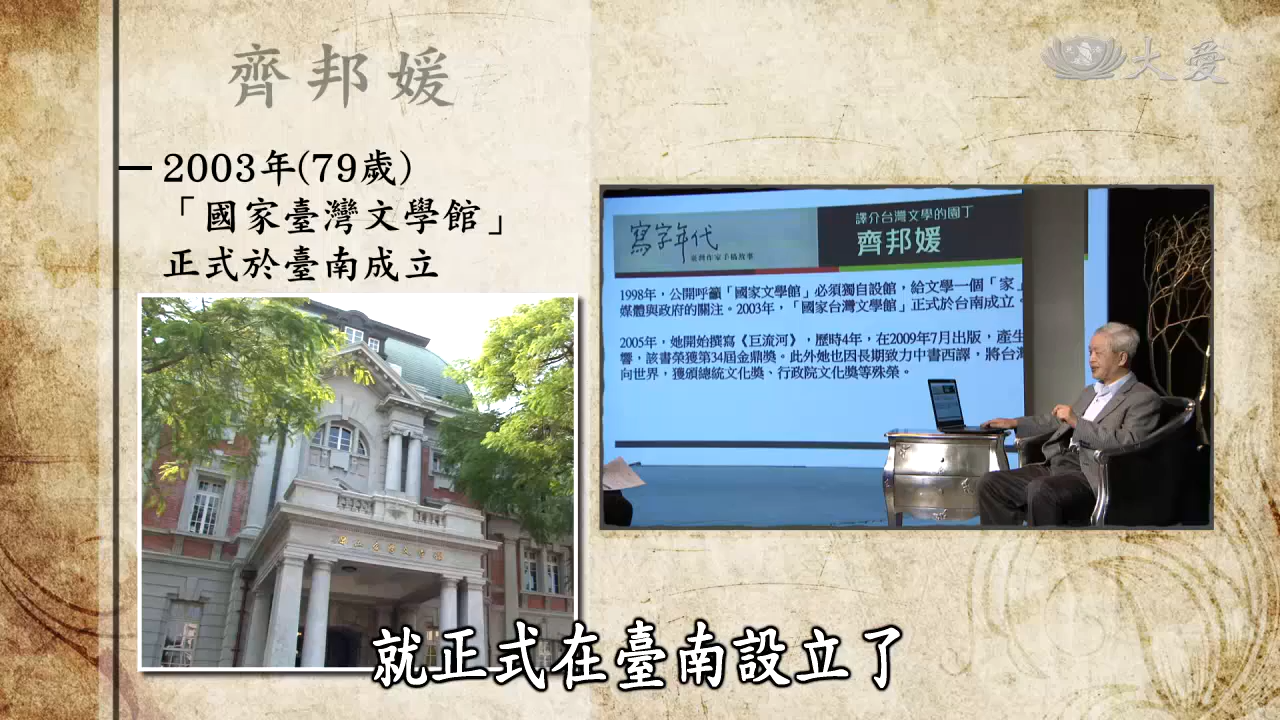 齊邦媛
大愛
2003年(79歲)
「國家臺灣文學館」
正式於臺南成立
寫字年代
臺灣作家手稿故事
譯介台灣文學的園丁
齊邦媛
1998年，公開呼籲「國家文學館」必須獨自設館，給文學一個「家」
媒體與政府的關注。2003年，「國家台灣文學館」正式於台南成立。
2005年，她開始撰寫《巨流河》，歷時4年，在2009年7月出版，產生
響，該書榮獲第34屆金鼎獎。此外她也因長期致力中書西譯，將台灣
向世界，獲頒總統文化獎、行政院文化獎等殊榮。
就正式在臺南設立了